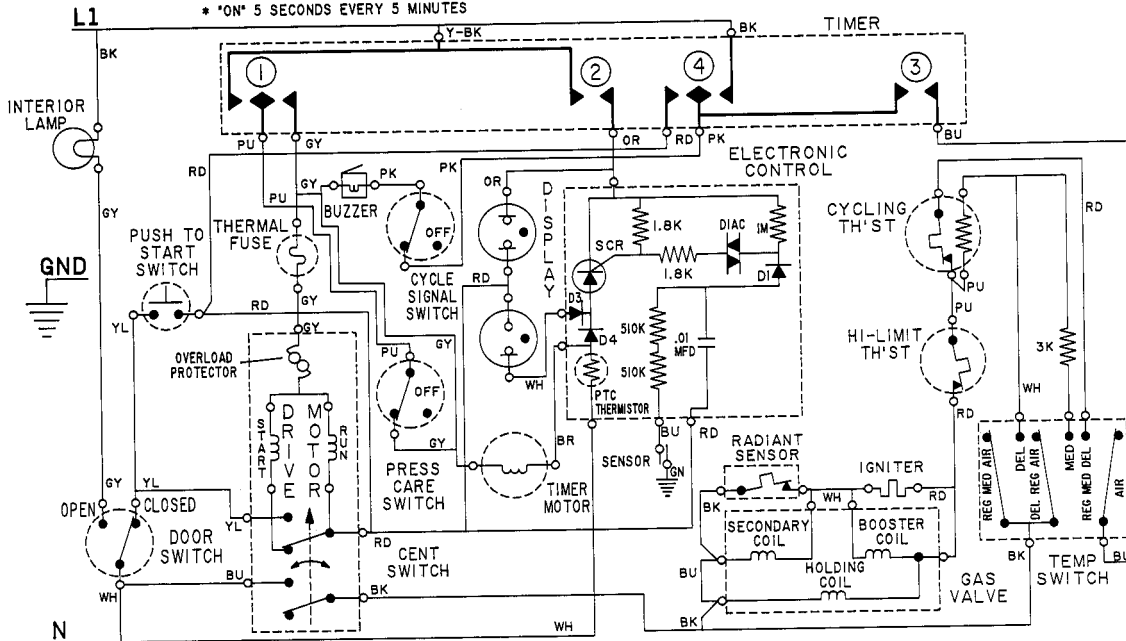 * "ON" 5 SECONDS EVERY 5 MINUTES
L1
BK
Y-BK
BK
TIMER
1
2
4
3
INTERIOR
LAMP
PU
GY
OR
RD
PK
BU
RD
PK
ELECTRONIC
CONTROL
GY
PK
BUZZER
PU
OR
DISPLAY
GY
THERMAL
FUSE
OFF
CYCLE
SIGNAL
SWITCH
SCR
1.8K
DIAC
1M
1.8K
D1
CYCLING
TH'ST
RD
PUSH TO
START
SWITCH
GND
RD
GY
RD
PU
PU
YL
GY
D3
D4
510K
.01
MFD
510K
HI-LIMIT
TH'ST
3K
OVERLOAD
PROTECTOR
PU
GY
OFF
WH
PTC
THERMISTOR
WH
RD
START
DRIVE
MOTOR
RUN
GY
BR
BU
RD
SENSOR
GN
RADIANT
SENSOR
IGNITER
REG MED AIR
DEL
DEL REG AIR
MED
REG MED DEL
AIR
GY
YL
OPEN
CLOSED
PRESS
CARE
SWITCH
TIMER
MOTOR
BK
WH
RD
YL
DOOR
SWITCH
RD
CENT
SWITCH
SECONDARY
COIL
BOOSTER
COIL
BU
HOLDING
COIL
GAS
VALVE
BK
TEMP
SWITCH
BU
BU
BK
WH
N
WH
BK